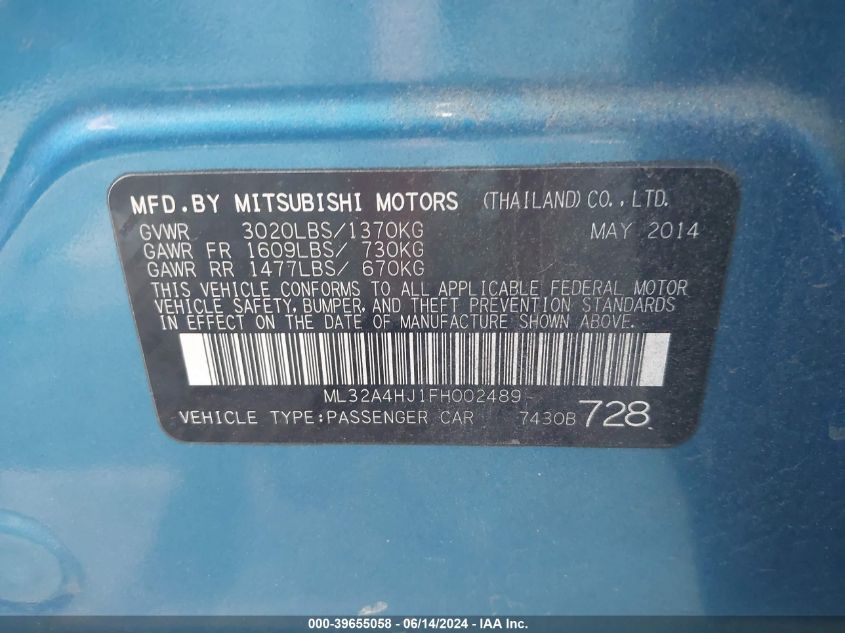 MFD. BY MITSUBISHI MOTORS (THAILAND) CO., LTD.
GVWR 3020LBS/1370KG MAY 2014
GAWR FR 1609LBS/ 730KG
GAWR RR 1477LBS/ 670KG
THIS VEHICLE CONFORMS TO ALL APPLICABLE FEDERAL MOTOR
VEHICLE SAFETY, BUMPER, AND THEFT PREVENTION STANDARDS
IN EFFECT ON THE DATE OF MANUFACTURE SHOWN ABOVE.
ML32A4HJ1FH002489
VEHICLE TYPE:PASSENGER CAR 7430B 728
000-39655058 - 06/14/2024 - IAAI.COM